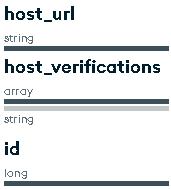 host_url
string
host_verifications
array
string
id
long